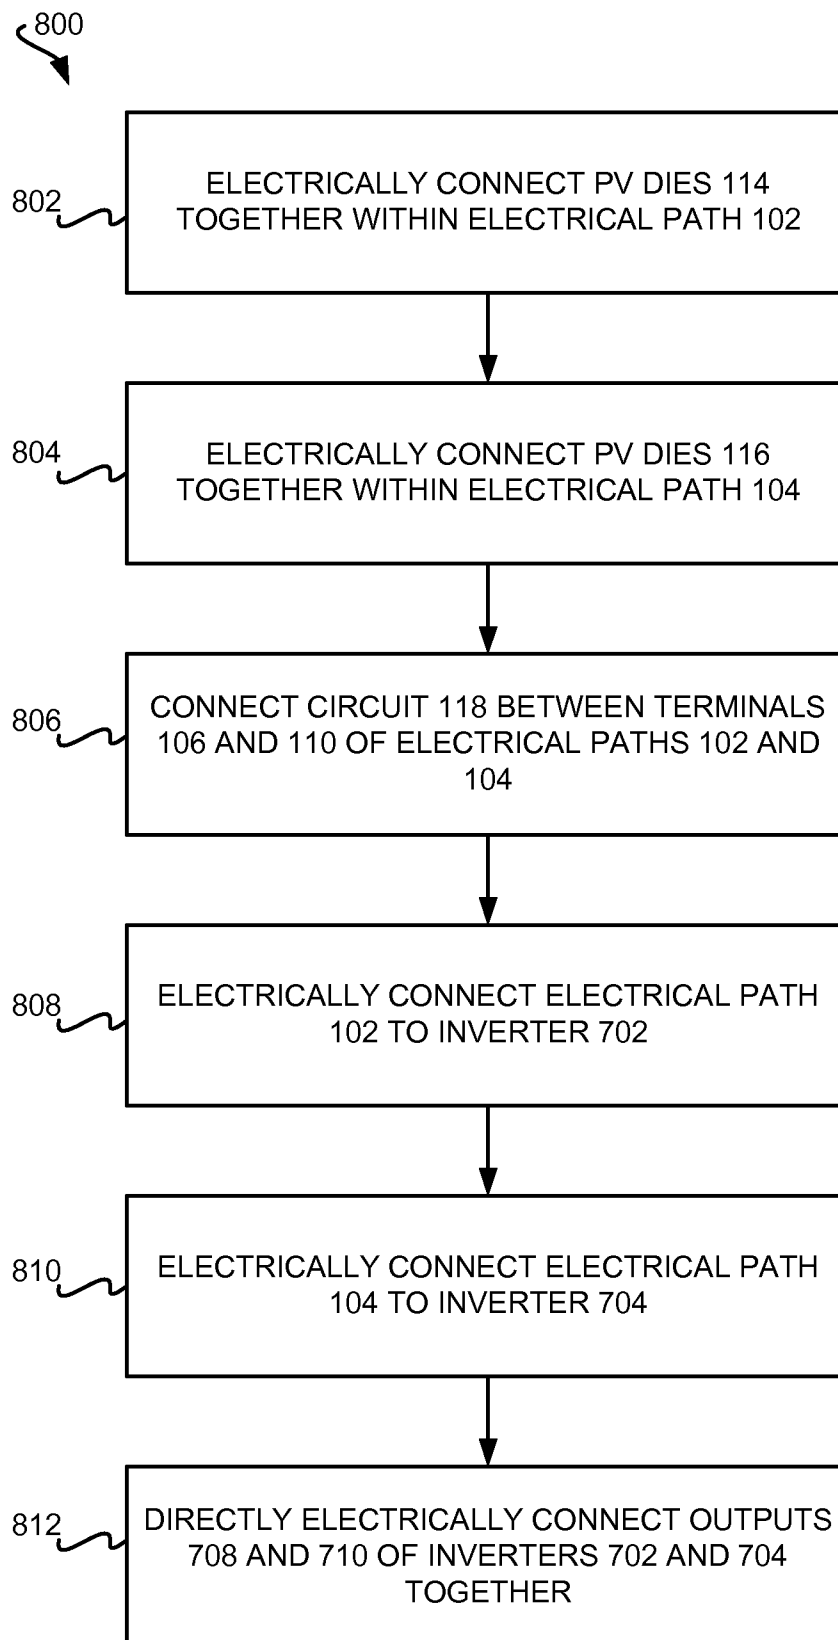 800
802
ELECTRICALLY CONNECT PV DIES 114
TOGETHER WITHIN ELECTRICAL PATH 102
804
ELECTRICALLY CONNECT PV DIES 116
TOGETHER WITHIN ELECTRICAL PATH 104
806
CONNECT CIRCUIT 118 BETWEEN TERMINALS
106 AND 110 OF ELECTRICAL PATHS 102 AND
104
808
ELECTRICALLY CONNECT ELECTRICAL PATH
102 TO INVERTER 702
810
ELECTRICALLY CONNECT ELECTRICAL PATH
104 TO INVERTER 704
812
DIRECTLY ELECTRICALLY CONNECT OUTPUTS
708 AND 710 OF INVERTERS 702 AND 704
TOGETHER